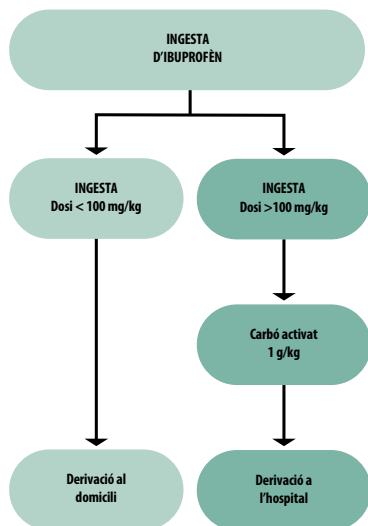 INGESTA
D'IBUPROFÈN
INGESTA
Dosi < 100 mg/kg
INGESTA
Dosi >100 mg/kg
Carbó activat
1 g/kg
Derivació al
domicili
Derivació a
l'hospital